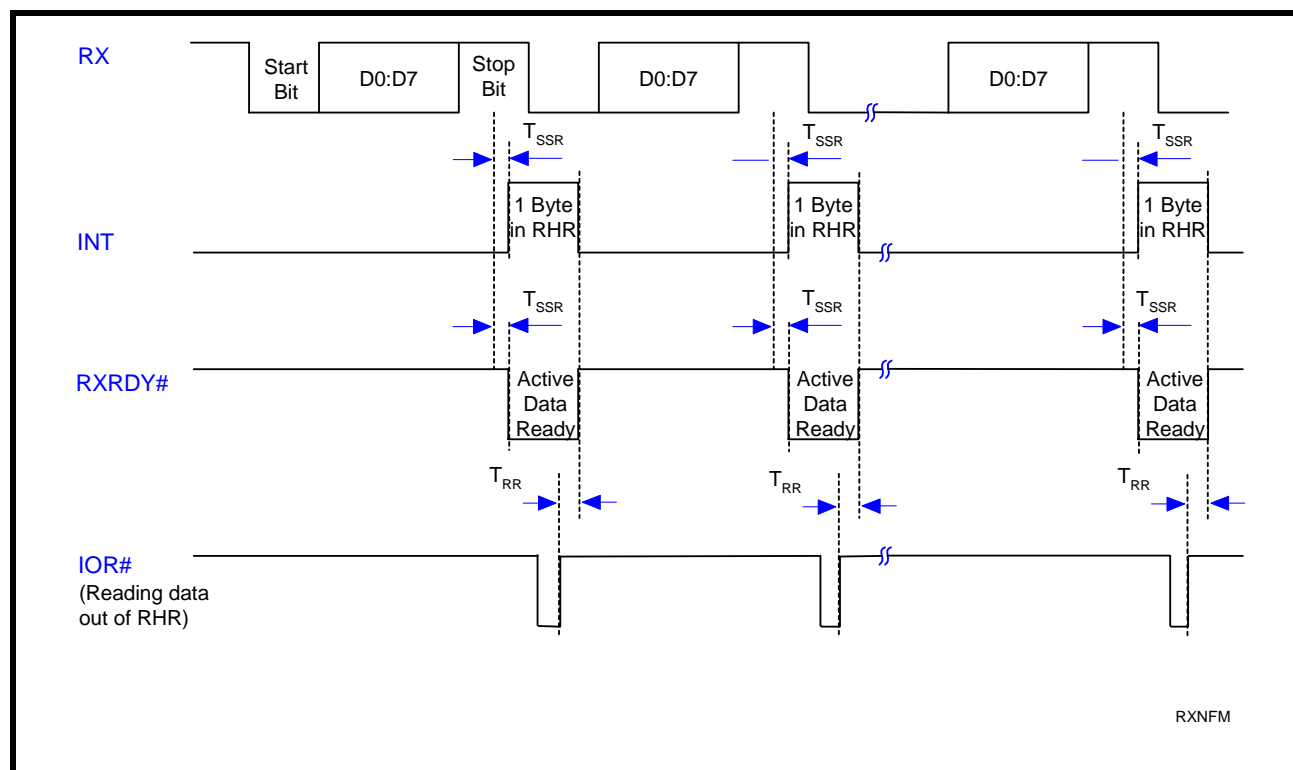 RX
Start
Bit
D0:D7
Stop
Bit
D0:D7
D0:D7
TSSR
TSSR
TSSR
INT
1 Byte
in RHR
1 Byte
in RHR
1 Byte
in RHR
TSSR
TSSR
TSSR
RXRDY#
Active
Data
Ready
Active
Data
Ready
Active
Data
Ready
TRR
TRR
TRR
IOR#
(Reading data
out of RHR)
RXNFM